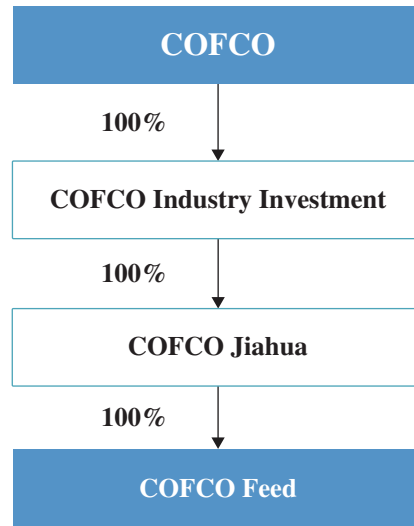 COFCO
100%
COFCO Industry Investment
100%
COFCO Jiahua
100%
COFCO Feed